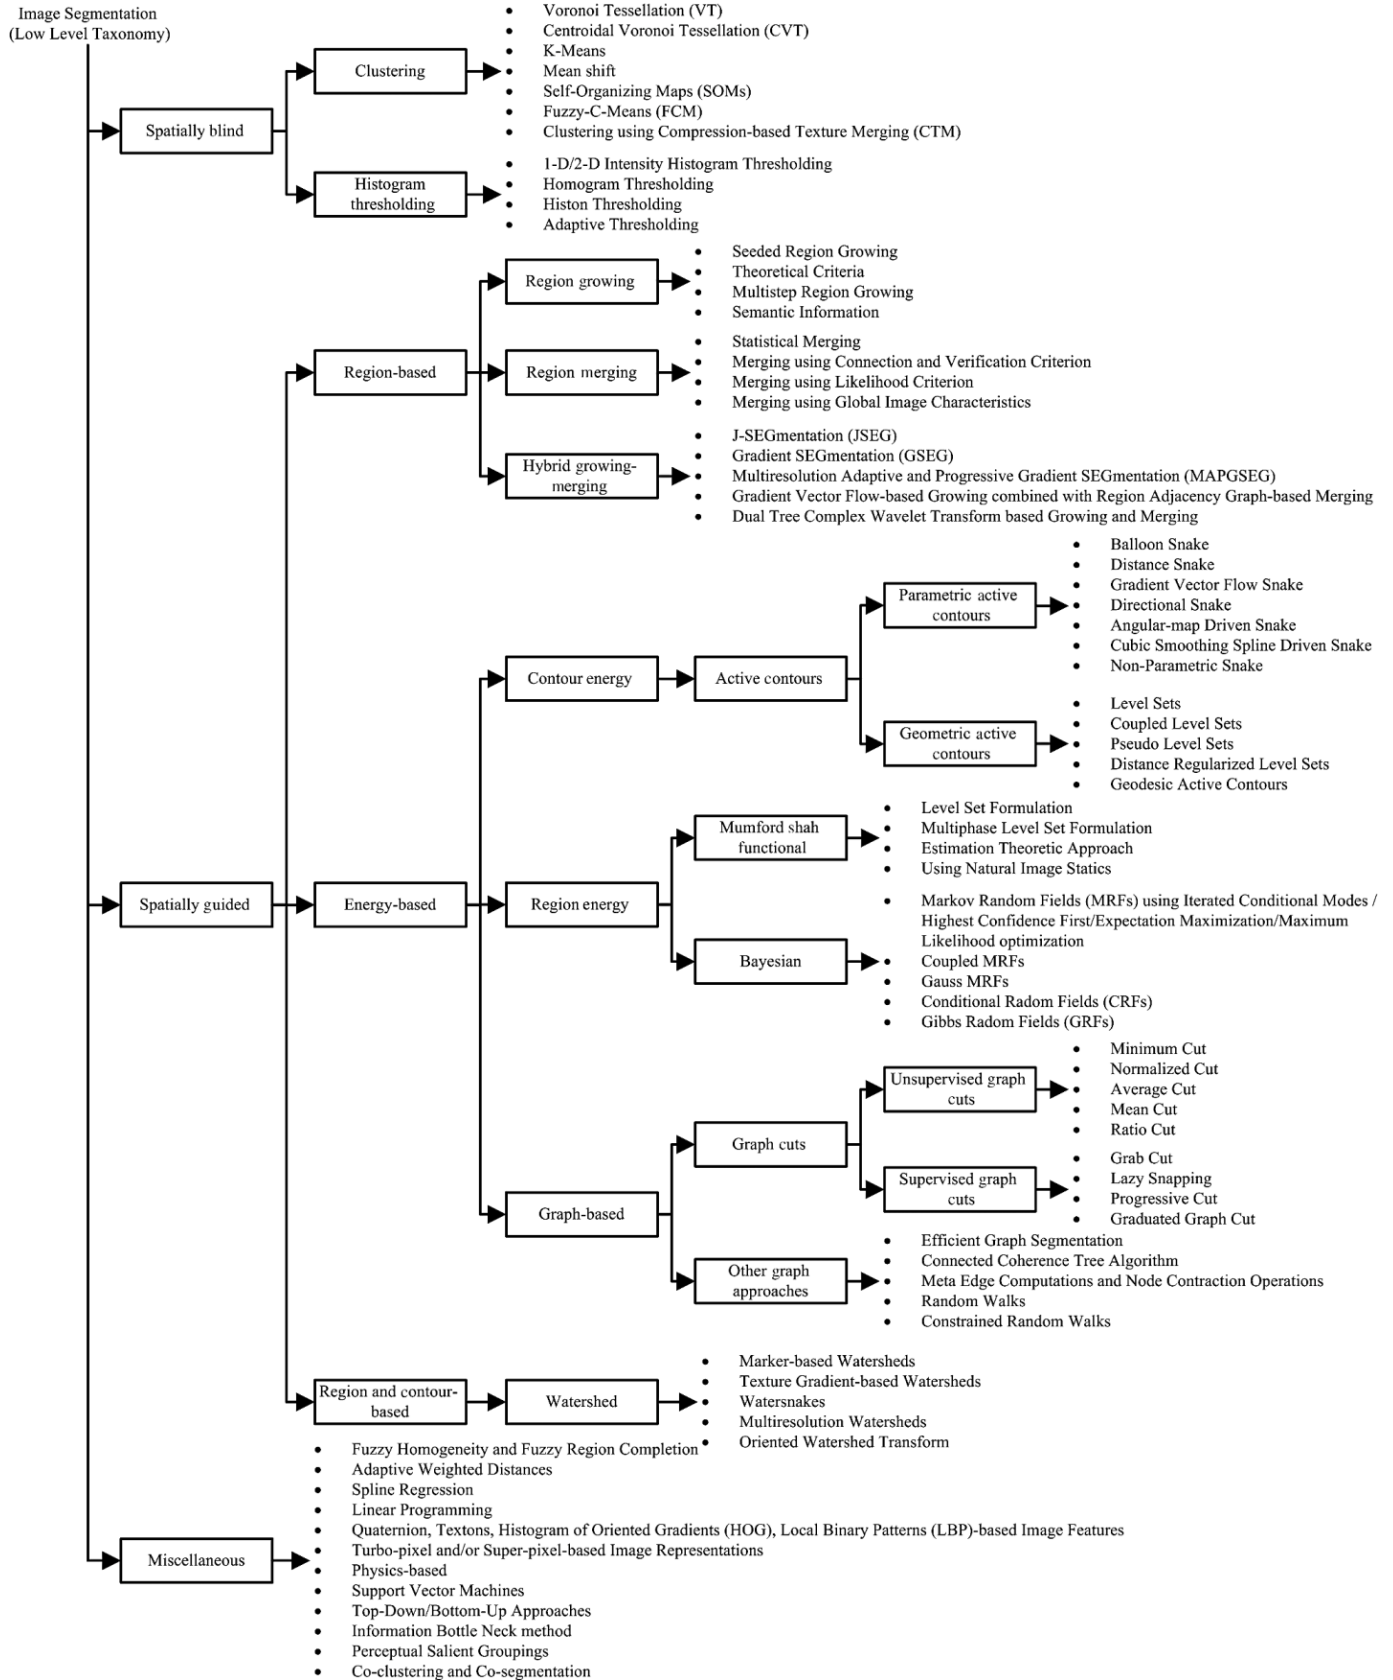 Image Segmentation
(Low Level Taxonomy)
Spatially blind
Clustering
Voronoi Tessellation (VT)
Centroidal Voronoi Tessellation (CVT)
K-Means
Mean shift
Self-Organizing Maps (SOMs)
Fuzzy-C-Means (FCM)
Clustering using Compression-based Texture Merging (CTM)
Histogram
thresholding
1-D/2-D Intensity Histogram Thresholding
Homogram Thresholding
Histon Thresholding
Adaptive Thresholding
Spatially guided
Region-based
Region growing
Seeded Region Growing
Theoretical Criteria
Multistep Region Growing
Semantic Information
Region merging
Statistical Merging
Merging using Connection and Verification Criterion
Merging using Likelihood Criterion
Merging using Global Image Characteristics
Hybrid growing-
merging
J-SEGmentation (JSEG)
Gradient SEGmentation (GSEG)
Multiresolution Adaptive and Progressive Gradient SEGmentation (MAPGSEG)
Gradient Vector Flow-based Growing combined with Region Adjacency Graph-based Merging
Dual Tree Complex Wavelet Transform based Growing and Merging
Energy-based
Contour energy
Active contours
Parametric active
contours
Balloon Snake
Distance Snake
Gradient Vector Flow Snake
Directional Snake
Angular-map Driven Snake
Cubic Smoothing Spline Driven Snake
Non-Parametric Snake
Geometric active
contours
Level Sets
Coupled Level Sets
Pseudo Level Sets
Distance Regularized Level Sets
Geodesic Active Contours
Region energy
Mumford shah
functional
Level Set Formulation
Multiphase Level Set Formulation
Estimation Theoretic Approach
Using Natural Image Statics
Bayesian
Markov Random Fields (MRFs) using Iterated Conditional Modes /
Highest Confidence First/Expectation Maximization/Maximum
Likelihood optimization
Coupled MRFs
Gauss MRFs
Conditional Radom Fields (CRFs)
Gibbs Radom Fields (GRFs)
Graph-based
Graph cuts
Unsupervised graph
cuts
Minimum Cut
Normalized Cut
Average Cut
Mean Cut
Ratio Cut
Supervised graph
cuts
Grab Cut
Lazy Snapping
Progressive Cut
Graduated Graph Cut
Other graph
approaches
Efficient Graph Segmentation
Connected Coherence Tree Algorithm
Meta Edge Computations and Node Contraction Operations
Random Walks
Constrained Random Walks
Region and contour-
based
Watershed
Marker-based Watersheds
Texture Gradient-based Watersheds
Watersnakes
Multiresolution Watersheds
Oriented Watershed Transform
Miscellaneous
Fuzzy Homogeneity and Fuzzy Region Completion
Adaptive Weighted Distances
Spline Regression
Linear Programming
Quaternion, Textons, Histogram of Oriented Gradients (HOG), Local Binary Patterns (LBP)-based Image Features
Turbo-pixel and/or Super-pixel-based Image Representations
Physics-based
Support Vector Machines
Top-Down/Bottom-Up Approaches
Information Bottle Neck method
Perceptual Salient Groupings
Co-clustering and Co-segmentation